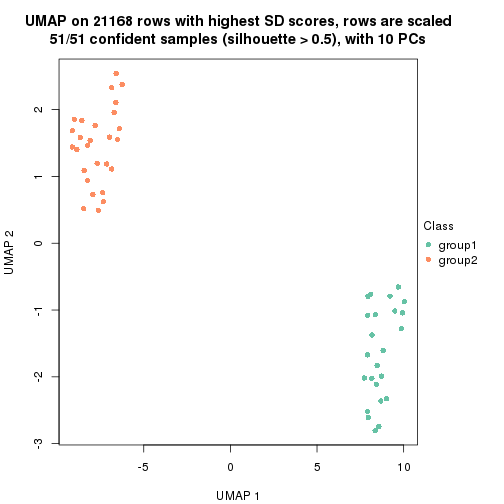 UMAP on 21168 rows with highest SD scores, rows are scaled
51/51 confident samples (silhouette > 0.5), with 10 PCs
UMAP 2
2
1
0
-1
-2
-3
-5
0
5
10
UMAP 1
Class
group1
group2